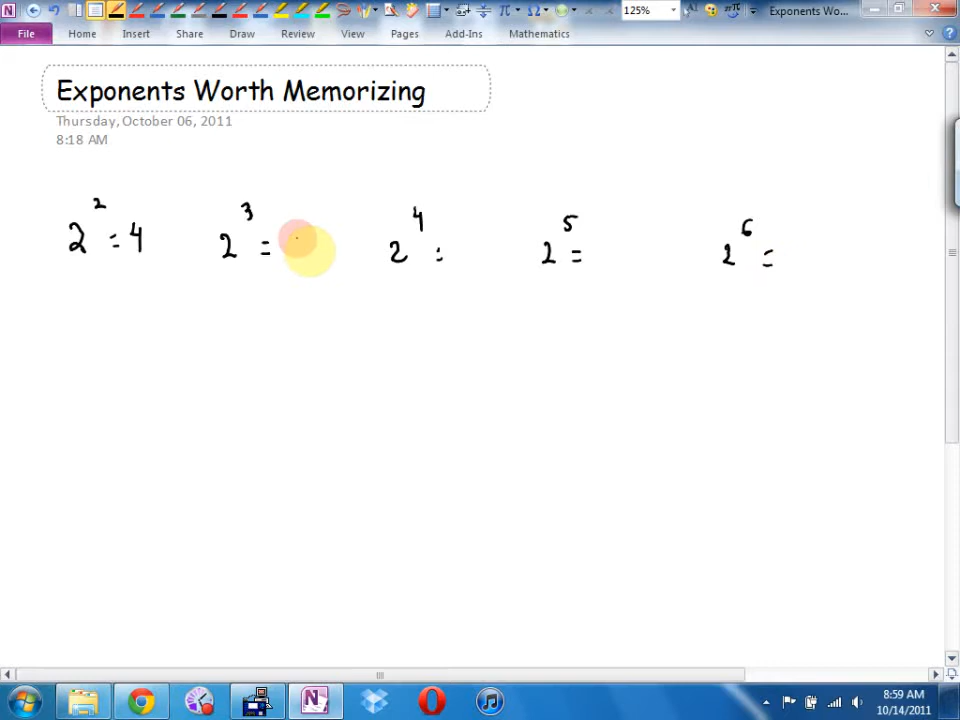 125%
Exponents Wo...
File Home Insert Share Draw Review View Pages Add-Ins Mathematics
Exponents Worth Memorizing
Thursday, October 06, 2011
8:18 AM
2² = 4 2³ = 2⁴ = 2⁵ = 2⁶ =
8:59 AM
10/14/2011